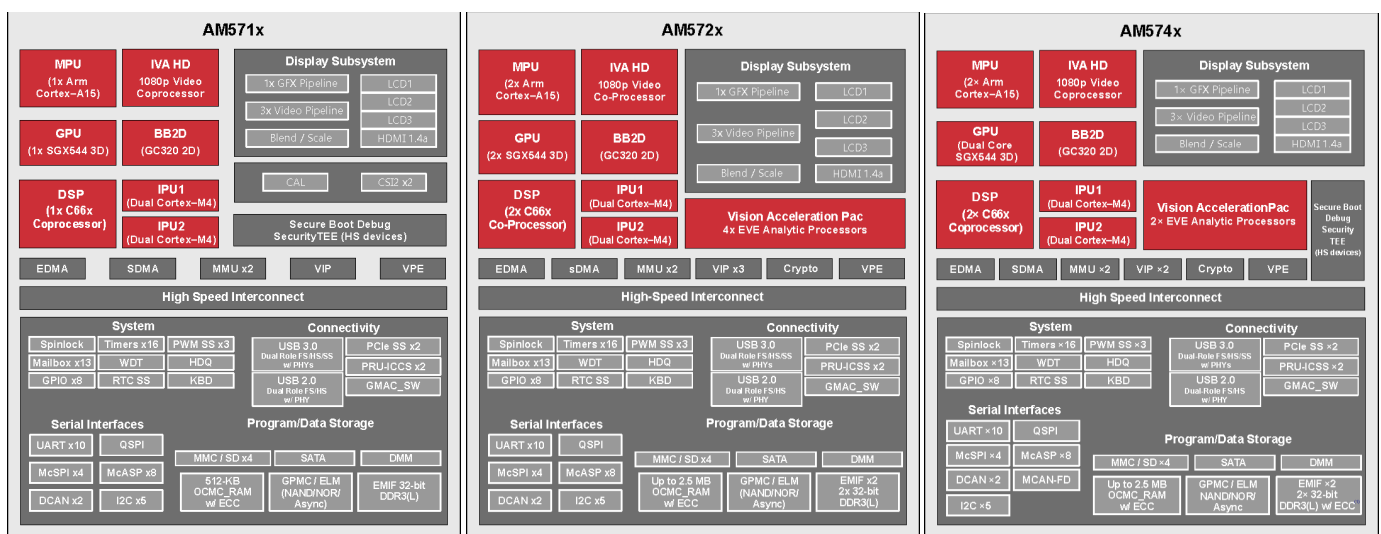 AM571x
MPU
(1x Arm
Cortex–A15)
IVA HD
1080p Video
Coprocessor
Display Subsystem
1x GFX Pipeline
3x Video Pipeline
Blend / Scale
LCD1
LCD2
LCD3
HDMI 1.4a
GPU
(1x SGX544 3D)
BB2D
(GC320 2D)
CAL
CSI2 x2
DSP
(1x C66x
Coprocessor)
IPU1
(Dual Cortex–M4)
IPU2
(Dual Cortex–M4)
Secure Boot Debug
SecurityTEE (HS devices)
EDMA
SDMA
MMU x2
VIP
VPE
High Speed Interconnect
System
Spinlock
Timers x16
PWM SS x3
Mailbox x13
WDT
HDQ
GPIO x8
RTC SS
KBD
Connectivity
USB 3.0
Dual Role FS/HS/SS
w/ PHYs
USB 2.0
Dual Role FS/HS
w/ PHY
PCIe SS x2
PRU-ICCS x2
GMAC_SW
Serial Interfaces
UART x10
QSPI
McSPI x4
McASP x8
DCAN x2
I2C x5
Program/Data Storage
MMC / SD x4
SATA
DMM
512-KB
OCMC_RAM
w/ ECC
GPMC / ELM
(NAND/NOR/
Async)
EMIF 32-bit
DDR3(L)
AM572x
MPU
(2x Arm
Cortex–A15)
IVA HD
1080p Video
Co-Processor
Display Subsystem
1x GFX Pipeline
3x Video Pipeline
Blend / Scale
LCD1
LCD2
LCD3
HDMI 1.4a
GPU
(2x SGX544 3D)
BB2D
(GC320 2D)
DSP
(2x C66x
Co-Processor)
IPU1
(Dual Cortex–M4)
IPU2
(Dual Cortex–M4)
Vision Acceleration Pac
4x EVE Analytic Processors
EDMA
sDMA
MMU x2
VIP x3
Crypto
VPE
High-Speed Interconnect
System
Spinlock
Timers x16
PWM SS x3
Mailbox x13
WDT
HDQ
GPIO x8
RTC SS
KBD
Connectivity
USB 3.0
Dual Role FS/HS/SS
w/ PHYs
USB 2.0
Dual Role FS/HS
w/ PHY
PCIe SS x2
PRU-ICSS x2
GMAC_SW
Serial Interfaces
UART x10
QSPI
McSPI x4
McASP x8
DCAN x2
I2C x5
Program/Data Storage
MMC / SD x4
SATA
DMM
Up to 2.5 MB
OCMC_RAM
w/ ECC
GPMC / ELM
(NAND/NOR/
Async)
EMIF x2
2x 32-bit
DDR3(L)
AM574x
MPU
(2× Arm
Cortex–A15)
IVA HD
1080p Video
Coprocessor
Display Subsystem
1× GFX Pipeline
3× Video Pipeline
Blend / Scale
LCD1
LCD2
LCD3
HDMI 1.4a
GPU
(Dual Core
SGX544 3D)
BB2D
(GC320 2D)
DSP
(2× C66x
Coprocessor)
IPU1
(Dual Cortex–M4)
IPU2
(Dual Cortex–M4)
Vision AccelerationPac
2× EVE Analytic Processors
Secure Boot
Debug
Security
TEE
(HS devices)
EDMA
SDMA
MMU ×2
VIP ×2
Crypto
VPE
High Speed Interconnect
System
Spinlock
Timers ×16
PWM SS ×3
Mailbox ×13
WDT
HDQ
GPIO ×8
RTC SS
KBD
Connectivity
USB 3.0
Dual-Role FS/HS/SS
w/ PHYs
USB 2.0
Dual-Role FS/HS
w/ PHY
PCIe SS ×2
PRU-ICSS ×2
GMAC_SW
Serial Interfaces
UART ×10
QSPI
McSPI ×4
McASP ×8
DCAN ×2
MCAN-FD
I2C ×5
Program/Data Storage
MMC / SD ×4
SATA
DMM
Up to 2.5 MB
OCMC_RAM
w/ ECC
GPMC / ELM
NAND/NOR/
Async
EMIF ×2
2× 32-bit
DDR3(L) w/ ECC